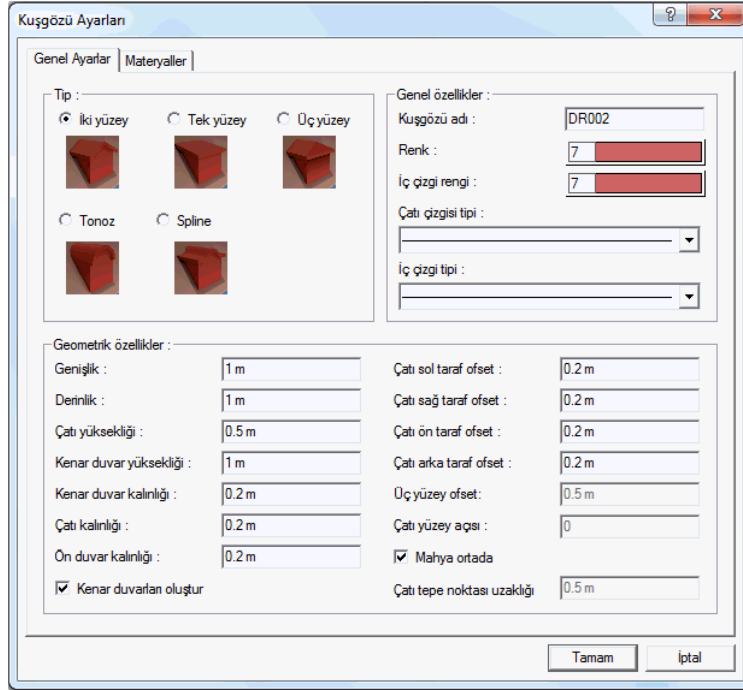 Kuşgözü Ayarları
Genel Ayarlar
Materyaller
Tip :
İki yüzey
Tek yüzey
Üç yüzey
Tonoz
Spline
Genel özellikler :
Kuşgözü adı :
DR002
Renk :
7
İç çizgi rengi :
7
Çatı çizgisi tipi :
İç çizgi tipi :
Geometrik özellikler :
Genişlik :
1 m
Derinlik :
1 m
Çatı yüksekliği :
0.5 m
Kenar duvar yüksekliği :
1 m
Kenar duvar kalınlığı :
0.2 m
Çatı kalınlığı :
0.2 m
Ön duvar kalınlığı :
0.2 m
Kenar duvarları oluştur
Çatı sol taraf ofset :
0.2 m
Çatı sağ taraf ofset :
0.2 m
Çatı ön taraf ofset :
0.2 m
Çatı arka taraf ofset :
0.2 m
Üç yüzey ofset:
0.5 m
Çatı yüzey açısı :
0
Mahya ortada
Çatı tepe noktası uzaklığı
0.5 m
Tamam
İptal